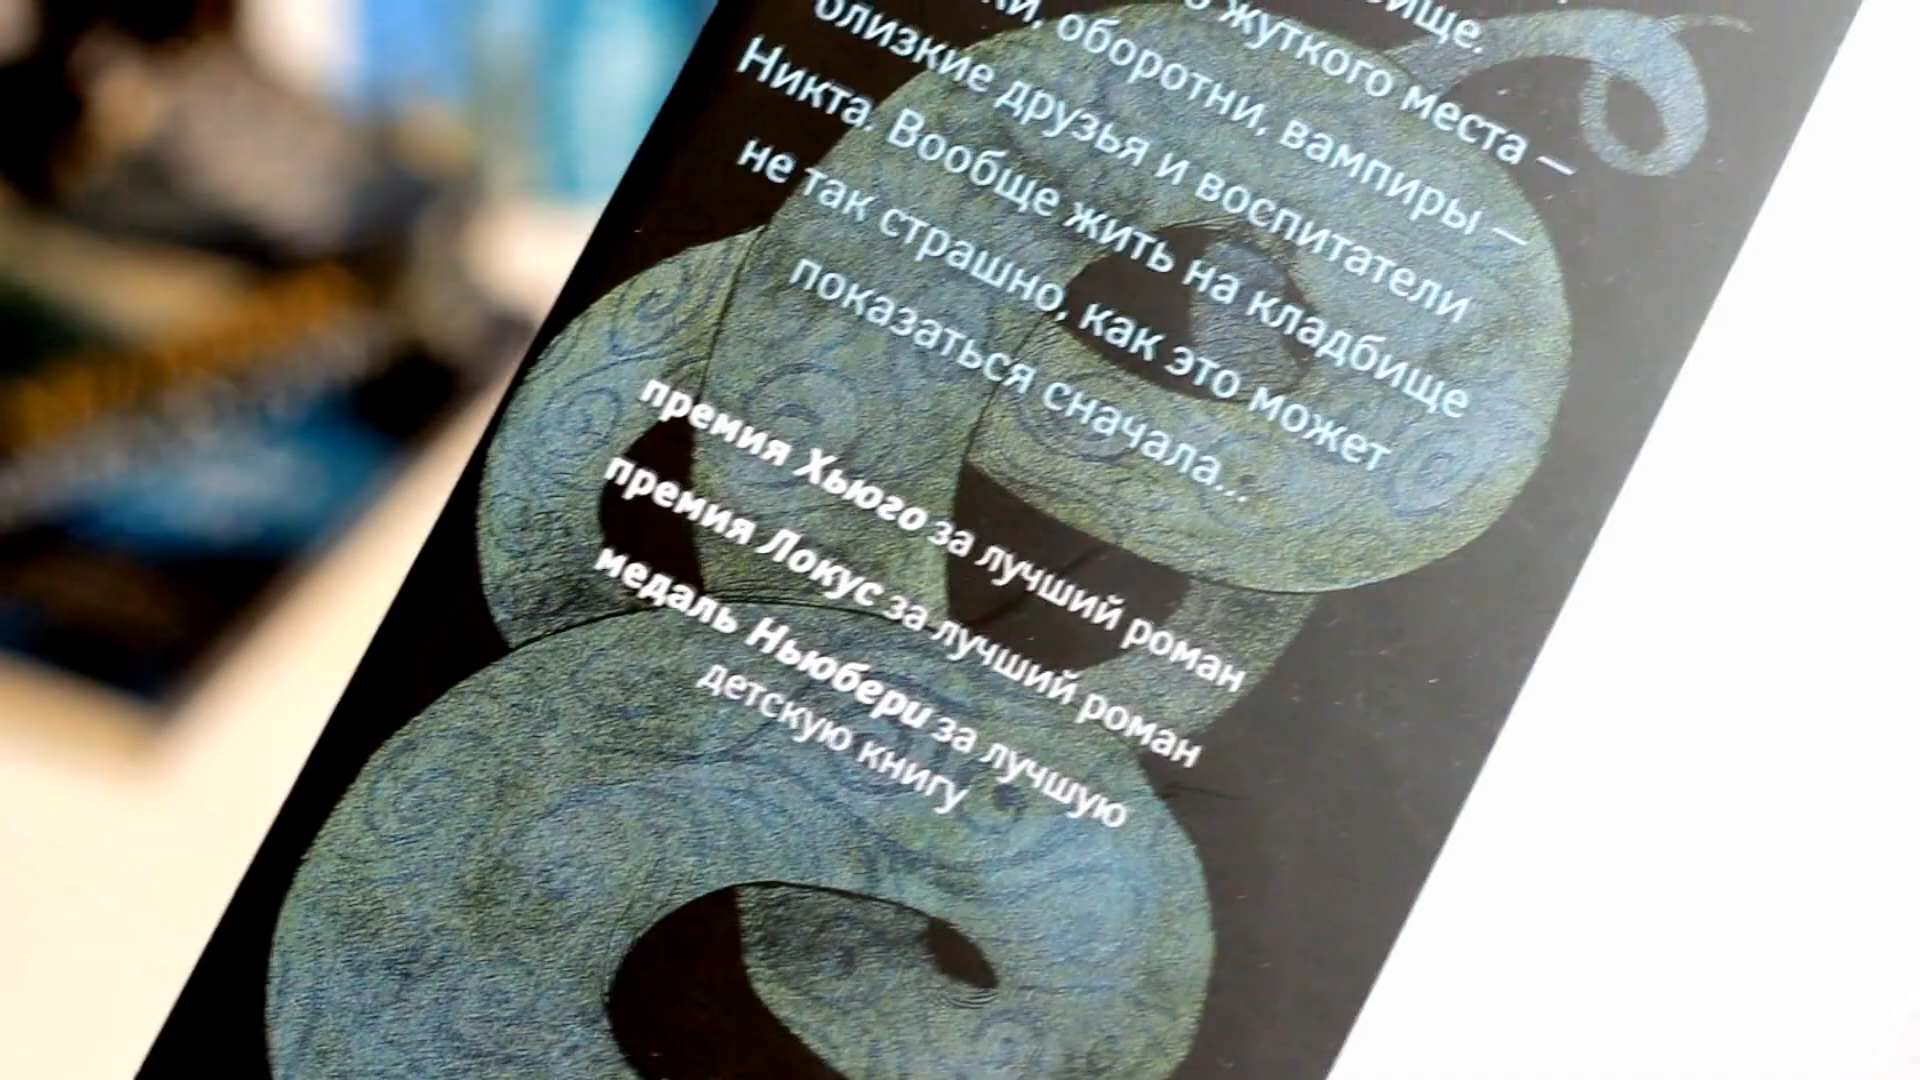 жуткого места —
оборотни, вампиры —
близкие друзья и воспитатели
Никта. Вообще жить на кладбище
не так страшно, как это может
показаться сначала...
премия Хьюго за лучший роман
премия Локус за лучший роман
медаль Ньюбери за лучшую
детскую книгу